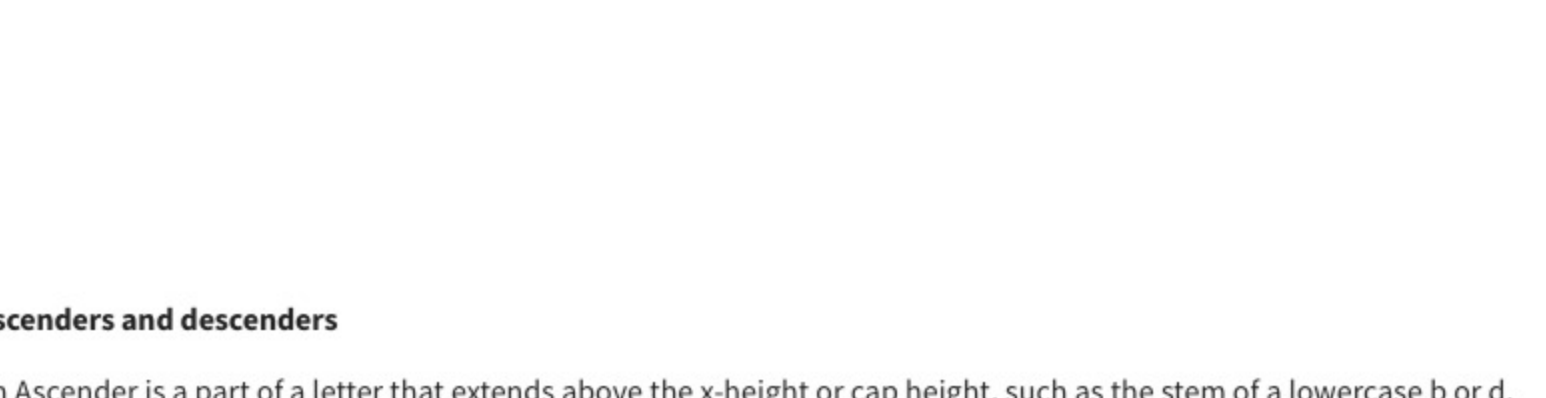 scenders and descenders
n Ascender is a part of a letter that extends above the x-height or cap height, such as the stem of a lowercase b or d.